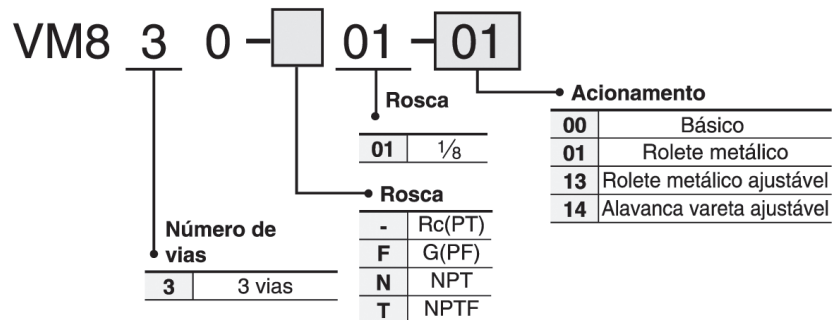 VM8 3 0 - 01 - 01
Rosca
01 1/8
Acionamento
00 Básico
01 Rolete metálico
13 Rolete metálico ajustável
14 Alavanca vareta ajustável
Rosca
- Rc(PT)
F G(PF)
N NPT
T NPTF
Número de
vias
3 3 vias